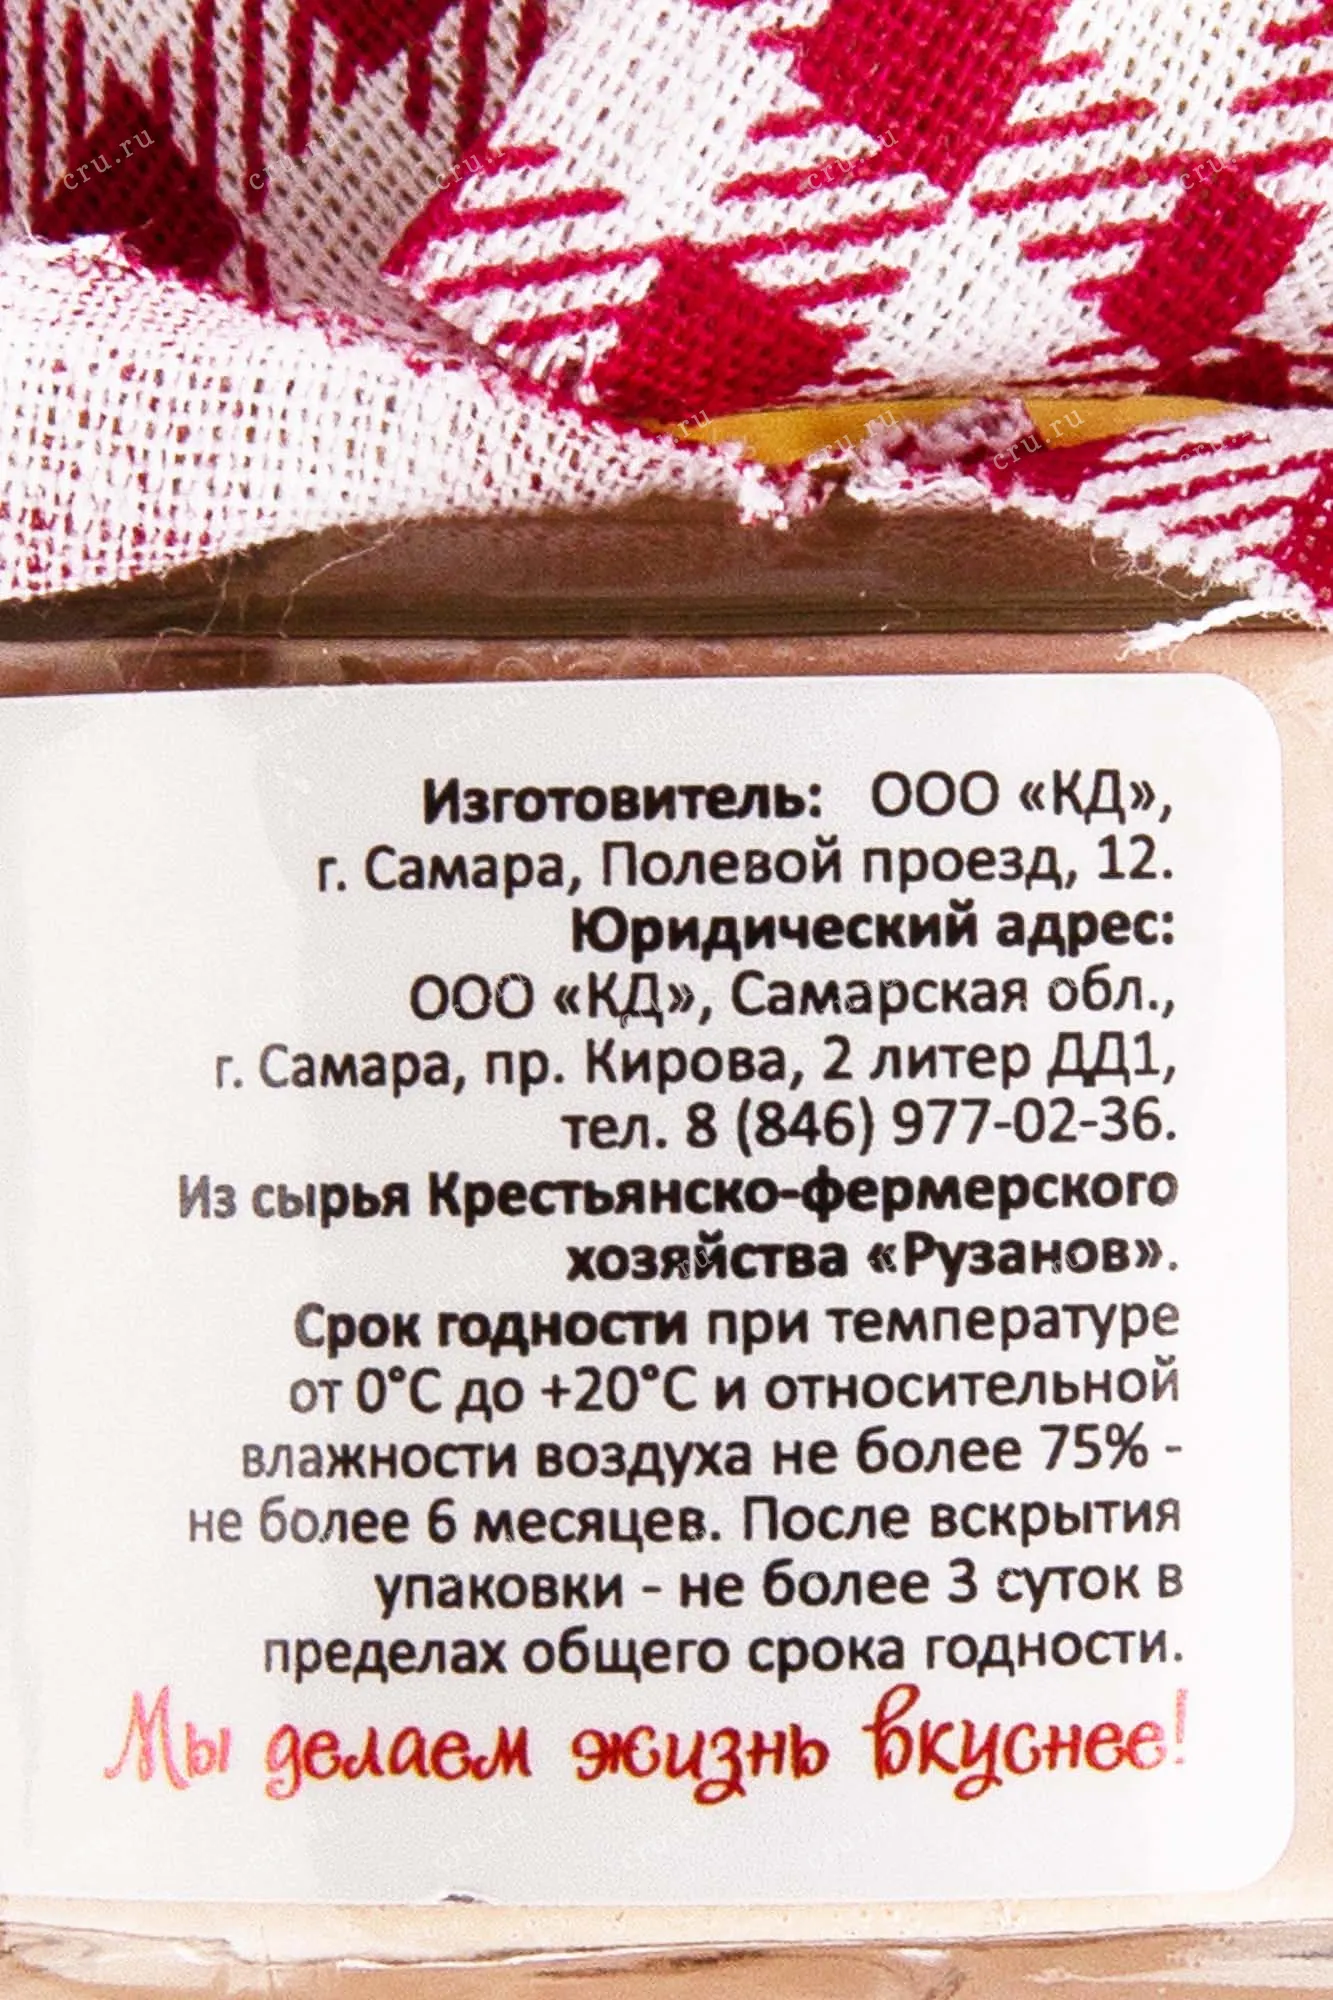 Изготовитель: ООО «КД»,
г. Самара, Полевой проезд, 12.
Юридический адрес:
ООО «КД», Самарская обл.,
г. Самара, пр. Кирова, 2 литер ДД1,
тел. 8 (846) 977-02-36.
Из сырья Крестьянско-фермерского
хозяйства «Рузанов».
Срок годности при температуре
от 0°С до +20°С и относительной
влажности воздуха не более 75% -
не более 6 месяцев. После вскрытия
упаковки - не более 3 суток в
пределах общего срока годности.
Мы делаем жизнь вкуснее!
cru.ru